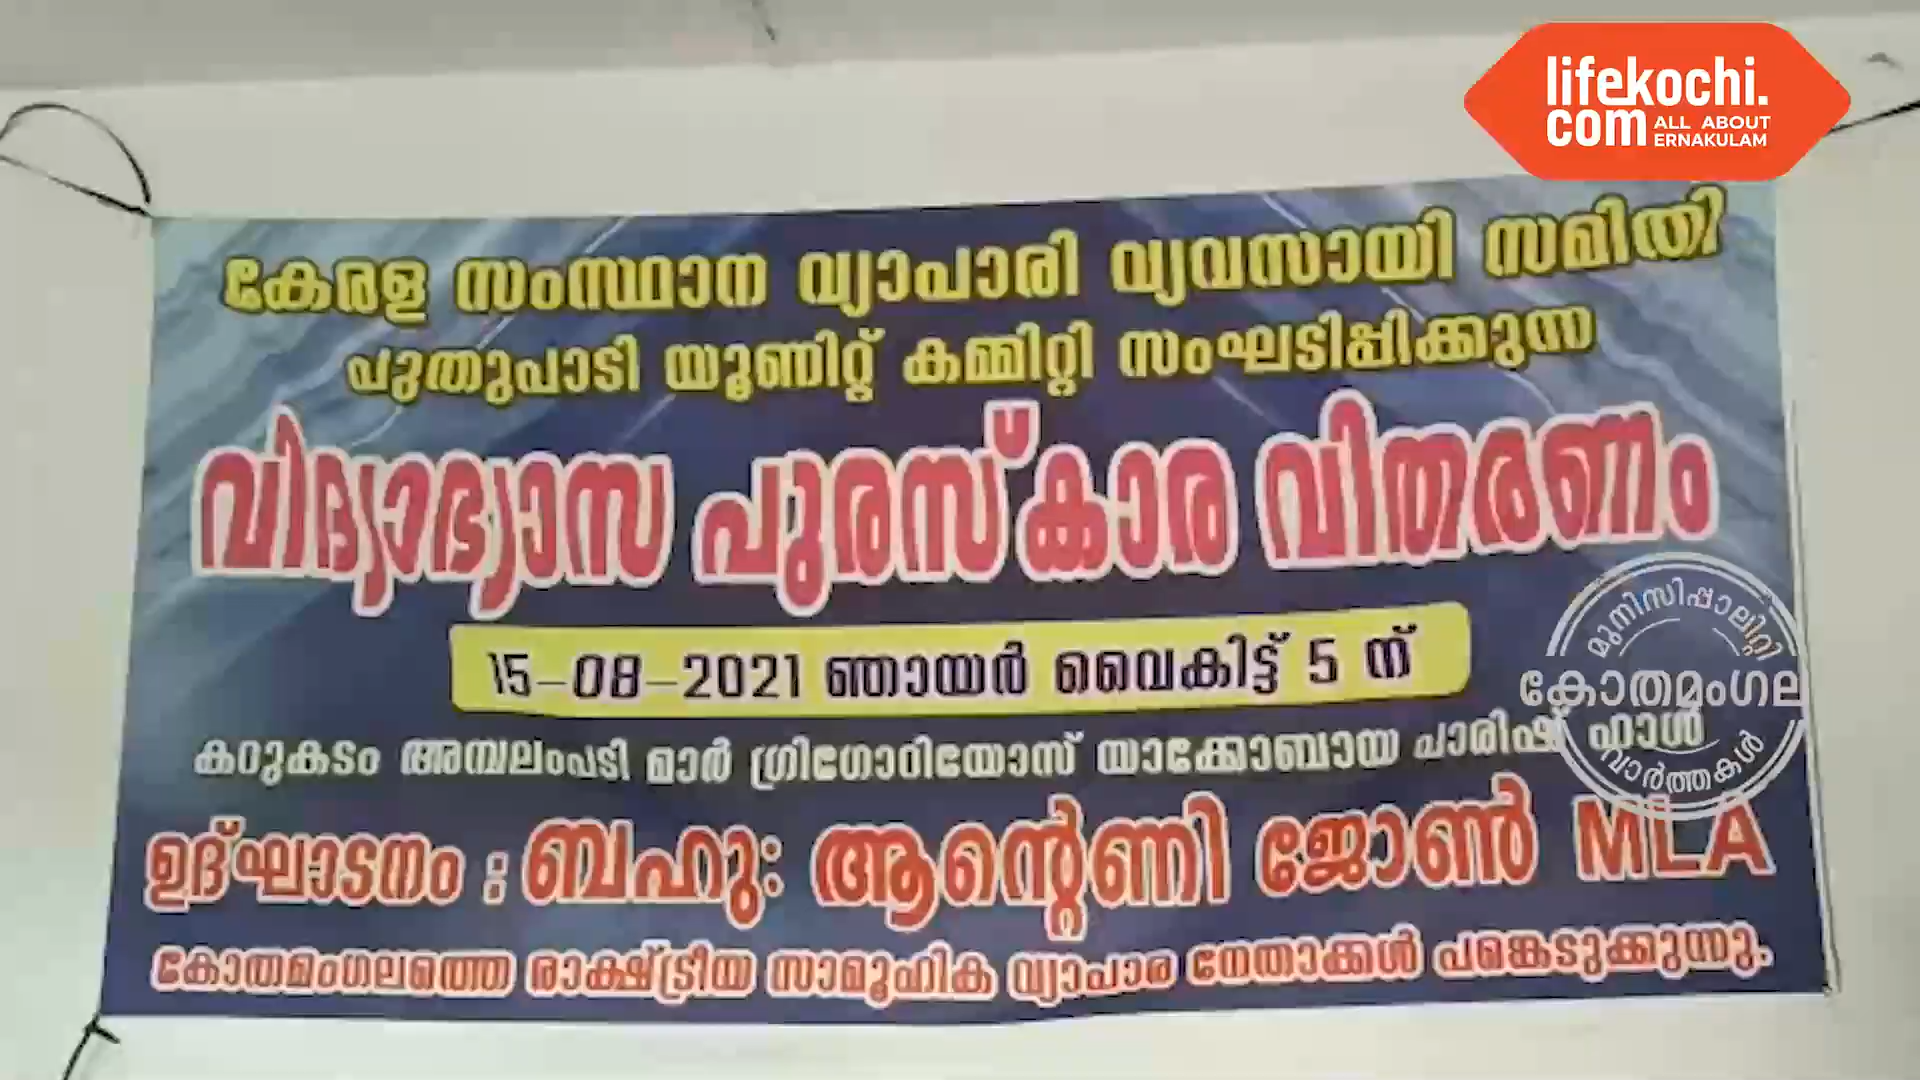 lifekochi.
com ALL ABOUT
ERNAKULAM
കേരള സംസ്ഥാന വ്യാപാരി വ്യവസായി സമിതി
പുതുപാടി യൂണിറ്റ് കമ്മിറ്റി സംഘടിപ്പിക്കുന്ന
വിദ്യാഭ്യാസ പുരസ്കാര വിതരണം
15-08-2021 ഞായർ വൈകിട്ട് 5 ന്
കറുകടം അമ്പലംപടി മാർ ഗ്രിഗോറിയോസ് യാക്കോബായ പാരിഷ് ഹാൾ
ഉദ്ഘാടനം : ബഹു: ആന്റെണി ജോൺ MLA
കോതമംഗലത്തെ രാക്ഷ്ട്രീയ സാമൂഹിക വ്യാപാര നേതാക്കൾ പങ്കെടുക്കുന്നു.
മുനിസിപ്പാലിറ്റി
കോതമംഗല
വാർത്തകൾ